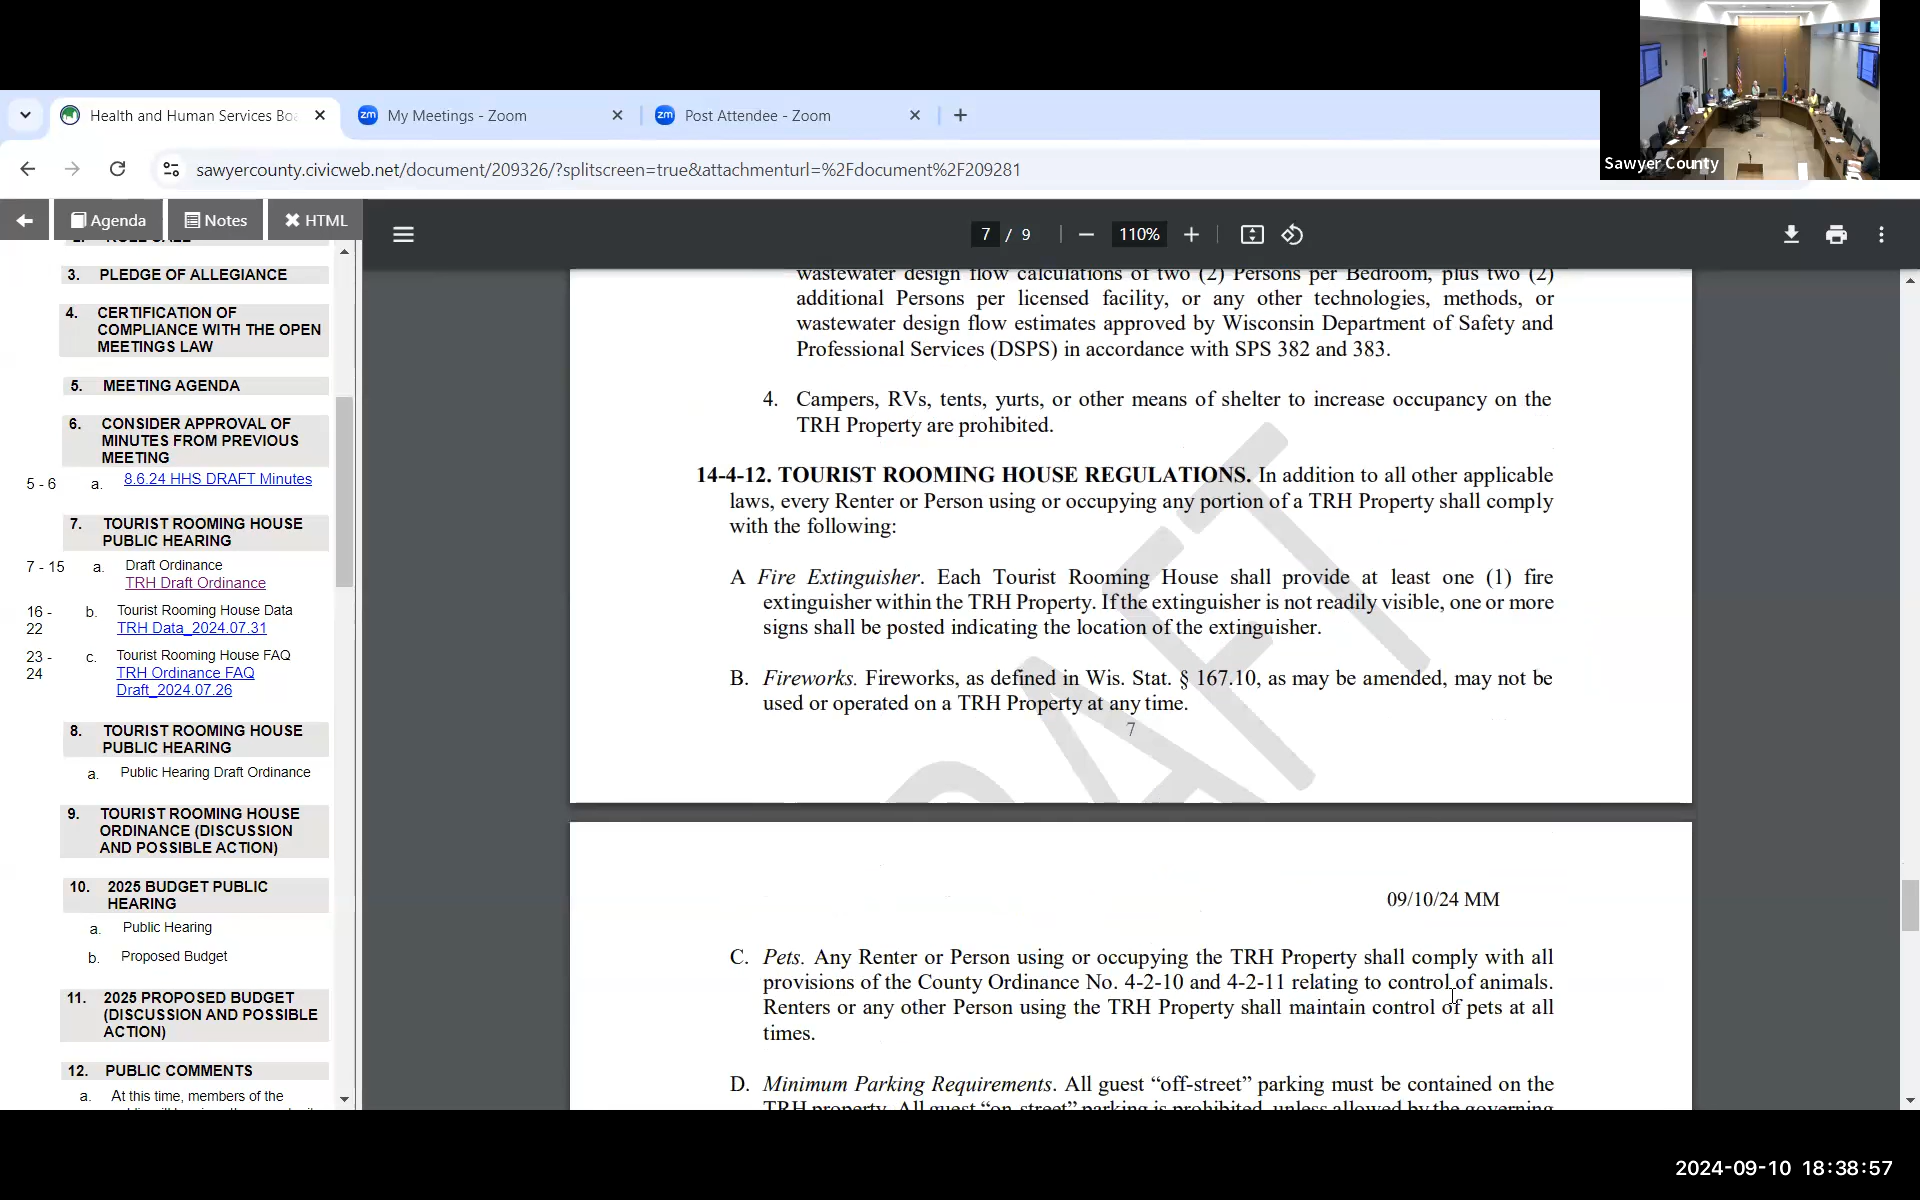 Health and Human Services Boa
My Meetings - Zoom
Post Attendee - Zoom
sawyercounty.civicweb.net/document/209326/?splitscreen=true&attachmenturl=%2Fdocument%2F209281
Sawyer County
Agenda
Notes
HTML
7 / 9
110%
3. PLEDGE OF ALLEGIANCE
4. CERTIFICATION OF
COMPLIANCE WITH THE OPEN
MEETINGS LAW
5. MEETING AGENDA
6. CONSIDER APPROVAL OF
MINUTES FROM PREVIOUS
MEETING
5 - 6 a. 8.6.24 HHS DRAFT Minutes
7. TOURIST ROOMING HOUSE
PUBLIC HEARING
7 - 15 a. Draft Ordinance
TRH Draft Ordinance
16 - b. Tourist Rooming House Data
22 TRH Data_2024.07.31
23 - c. Tourist Rooming House FAQ
24 TRH Ordinance FAQ
Draft_2024.07.26
8. TOURIST ROOMING HOUSE
PUBLIC HEARING
a. Public Hearing Draft Ordinance
9. TOURIST ROOMING HOUSE
ORDINANCE (DISCUSSION
AND POSSIBLE ACTION)
10. 2025 BUDGET PUBLIC
HEARING
a. Public Hearing
b. Proposed Budget
11. 2025 PROPOSED BUDGET
(DISCUSSION AND POSSIBLE
ACTION)
12. PUBLIC COMMENTS
a. At this time, members of the
wastewater design flow calculations of two (2) Persons per Bedroom, plus two (2)
additional Persons per licensed facility, or any other technologies, methods, or
wastewater design flow estimates approved by Wisconsin Department of Safety and
Professional Services (DSPS) in accordance with SPS 382 and 383.
4. Campers, RVs, tents, yurts, or other means of shelter to increase occupancy on the
TRH Property are prohibited.
14-4-12. TOURIST ROOMING HOUSE REGULATIONS. In addition to all other applicable
laws, every Renter or Person using or occupying any portion of a TRH Property shall comply
with the following:
A Fire Extinguisher. Each Tourist Rooming House shall provide at least one (1) fire
extinguisher within the TRH Property. If the extinguisher is not readily visible, one or more
signs shall be posted indicating the location of the extinguisher.
B. Fireworks. Fireworks, as defined in Wis. Stat. § 167.10, as may be amended, may not be
used or operated on a TRH Property at any time.
7
DRAFT
09/10/24 MM
C. Pets. Any Renter or Person using or occupying the TRH Property shall comply with all
provisions of the County Ordinance No. 4-2-10 and 4-2-11 relating to control of animals.
Renters or any other Person using the TRH Property shall maintain control of pets at all
times.
D. Minimum Parking Requirements. All guest “off-street” parking must be contained on the
TRH property. All guest “on-street” parking is prohibited, unless allowed by the governing
2024-09-10 18:38:57